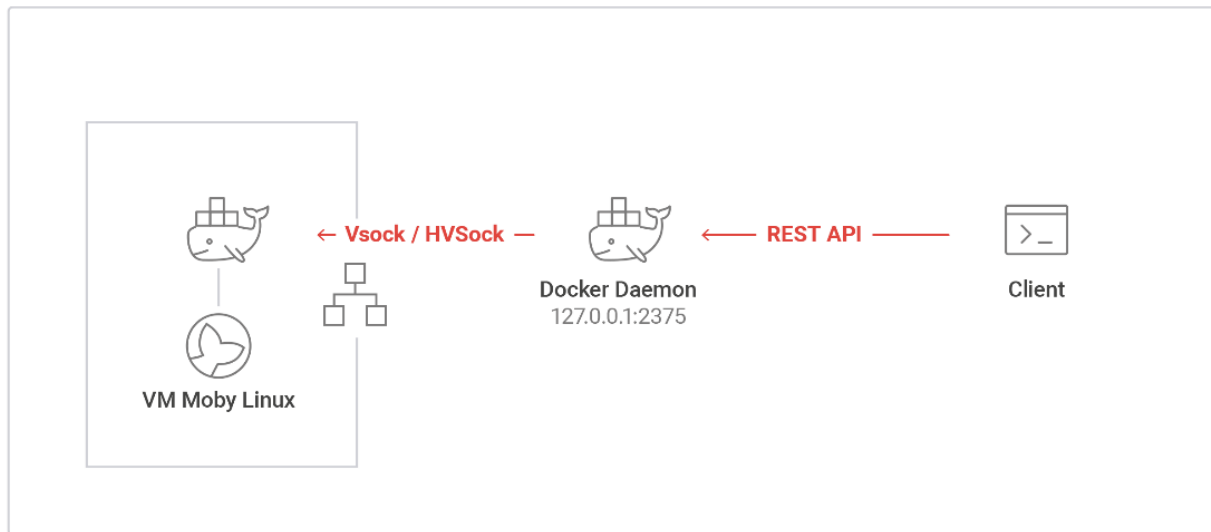 Vsock / HVSock
REST API
Docker Daemon
127.0.0.1:2375
Client
VM Moby Linux